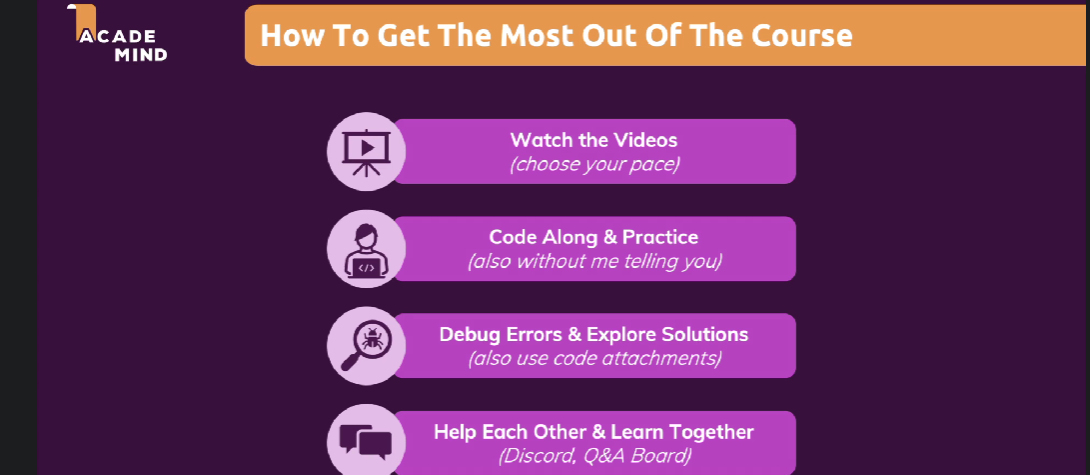 ACADE
MIND
How To Get The Most Out Of The Course
Watch the Videos
(choose your pace)
Code Along & Practice
(also without me telling you)
</>
Debug Errors & Explore Solutions
(also use code attachments)
Help Each Other & Learn Together
(Discord, Q&A Board)